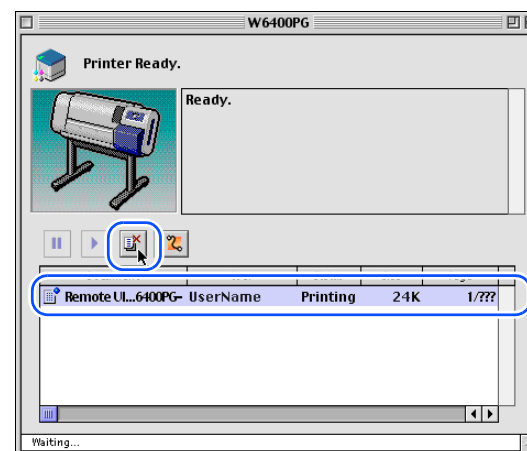 W6400PG
Printer Ready.
Ready.
Remote UI...6400PG- UserName Printing 24K 1/???
Waiting...